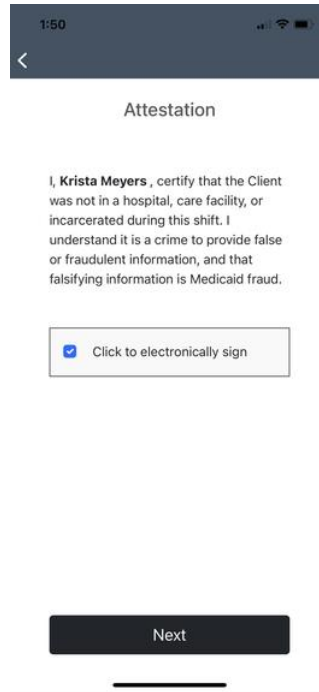 1:50
Attestation
I, Krista Meyers , certify that the Client
was not in a hospital, care facility, or
incarcerated during this shift. I
understand it is a crime to provide false
or fraudulent information, and that
falsifying information is Medicaid fraud.
Click to electronically sign
Next